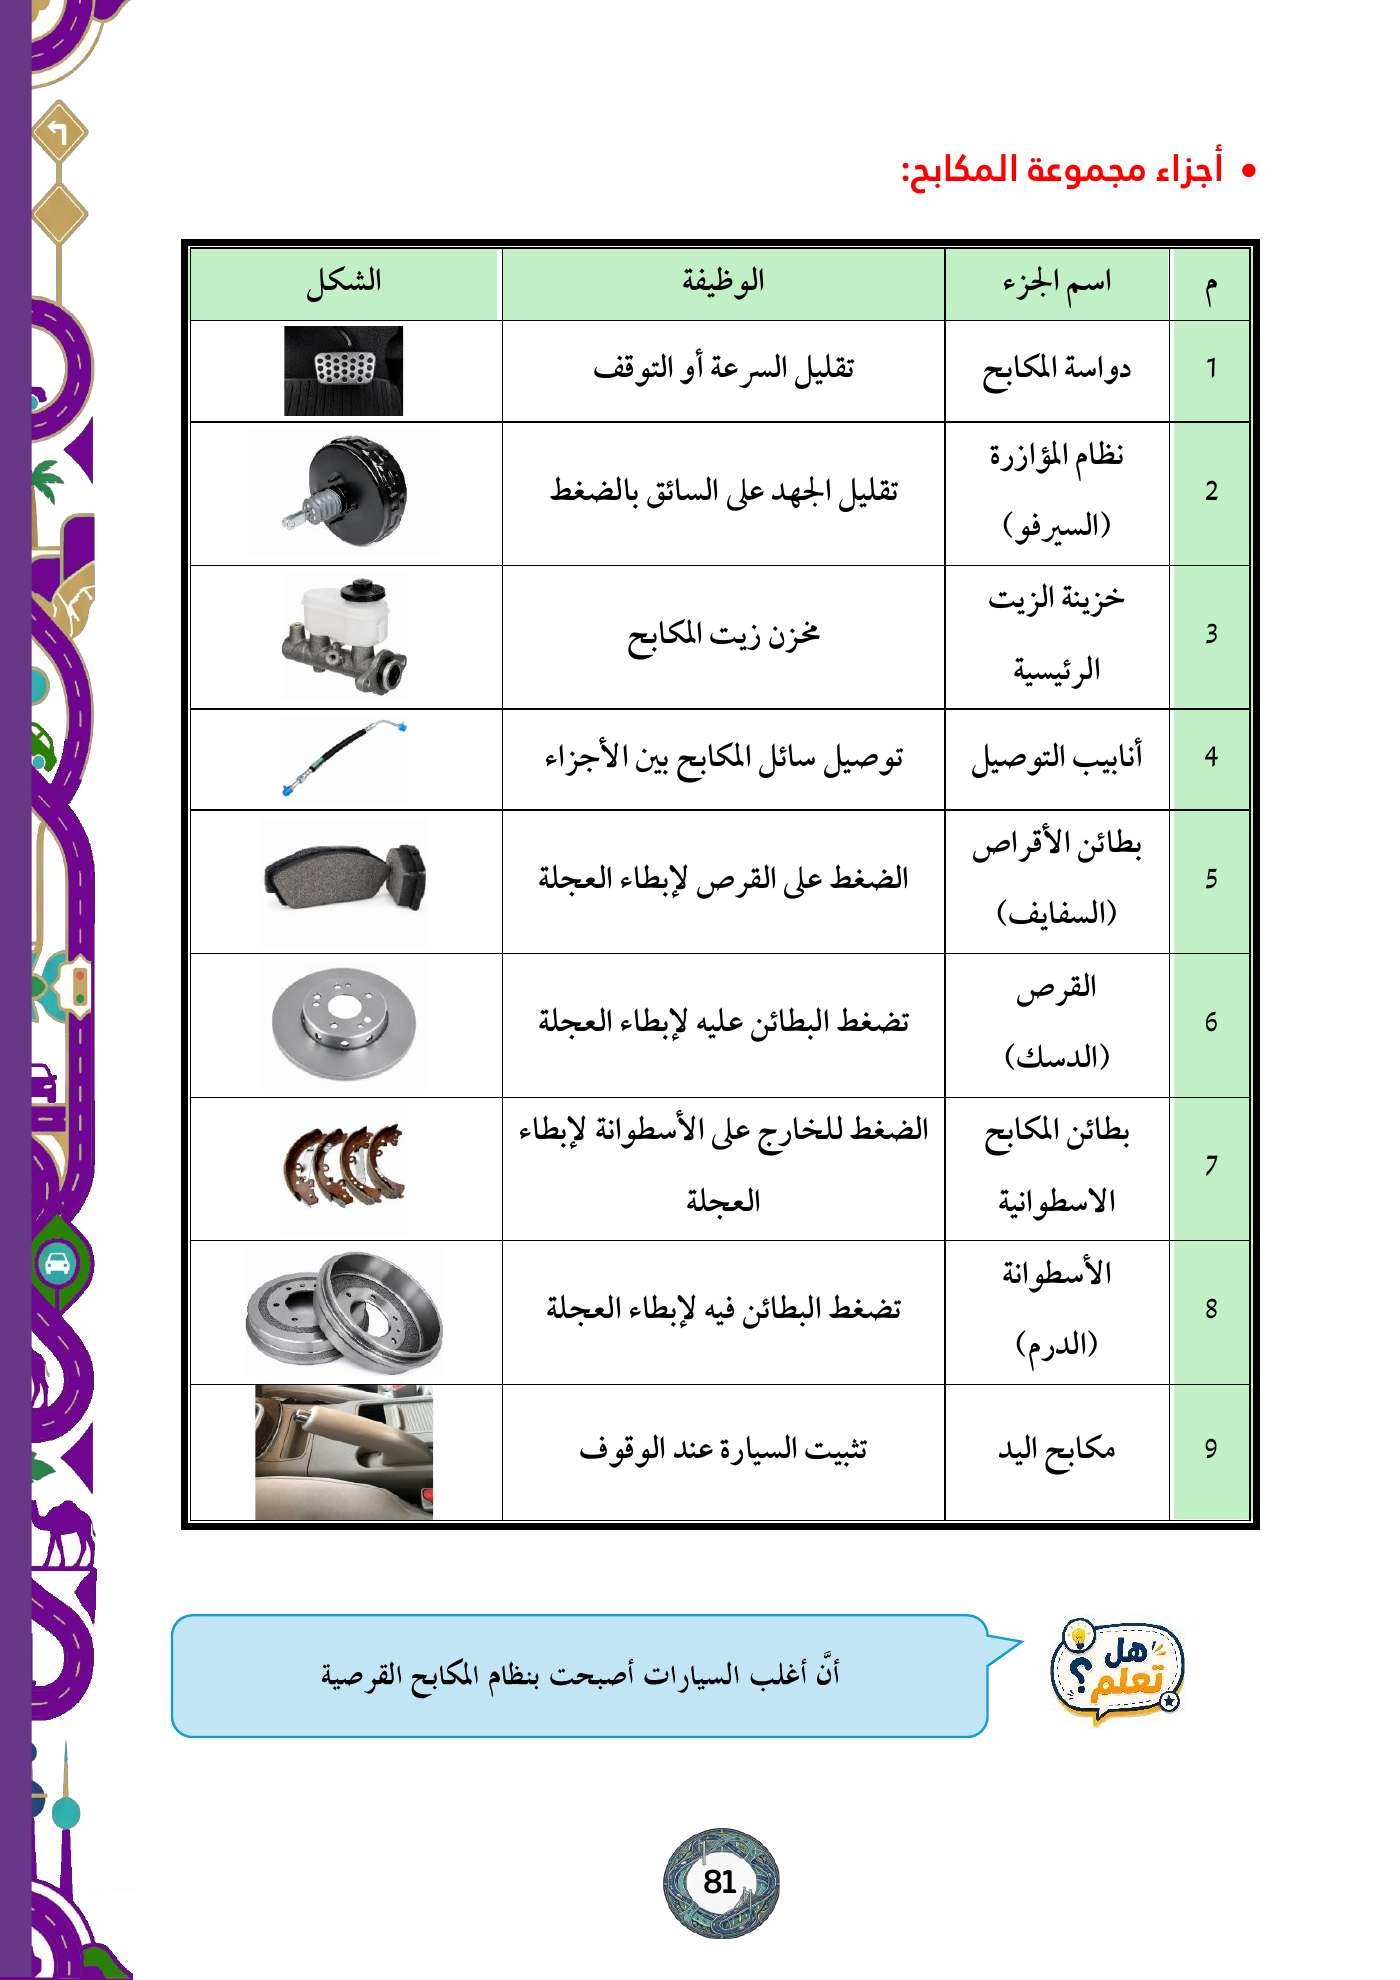 • أجزاء مجموعة المكابح:
م اسم الجزء الوظيفة الشكل
1 دواسة المكابح تقليل السرعة أو التوقف
2 نظام المؤازرة (السيرفو) تقليل الجهد على السائق بالضغط
3 خزينة الزيت الرئيسية مخزن زيت المكابح
4 أنابيب التوصيل توصيل سائل المكابح بين الأجزاء
5 بطائن الأقراص (السفايف) الضغط على القرص لإبطاء العجلة
6 القرص (الدسك) تضغط البطائن عليه لإبطاء العجلة
7 بطائن المكابح الاسطوانية الضغط للخارج على الأسطوانة لإبطاء العجلة
8 الأسطوانة (الدرم) تضغط البطائن فيه لإبطاء العجلة
9 مكابح اليد تثبيت السيارة عند الوقوف
هل
تعلم؟
أنَّ أغلب السيارات أصبحت بنظام المكابح القرصية
81